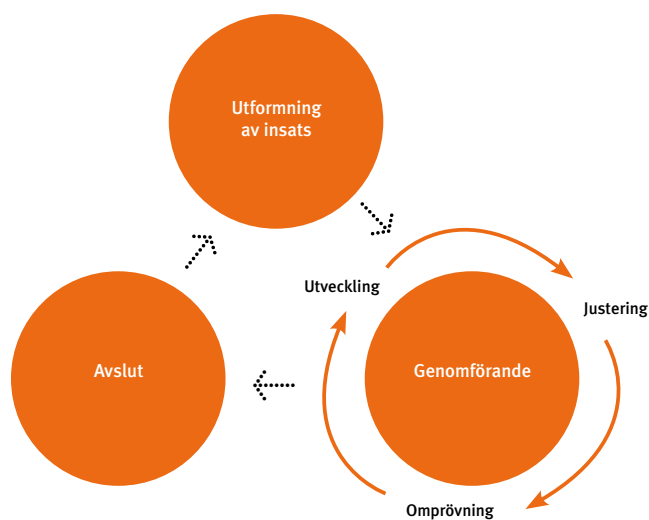 Utformning
av insats
Utveckling
Justering
Avslut
Genomförande
Omprövning